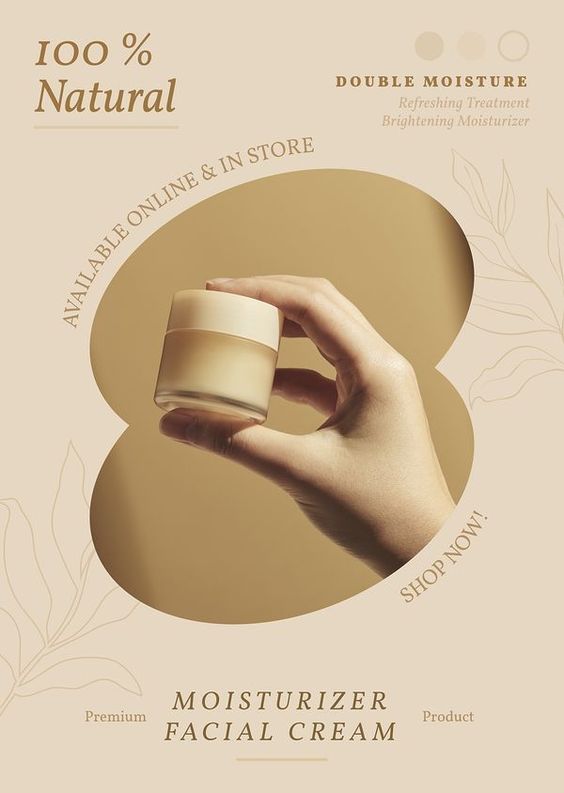 100 %
Natural
DOUBLE MOISTURE
Refreshing Treatment
Brightening Moisturizer
AVAILABLE ONLINE & IN STORE
SHOP NOW!
Premium
MOISTURIZER
FACIAL CREAM
Product